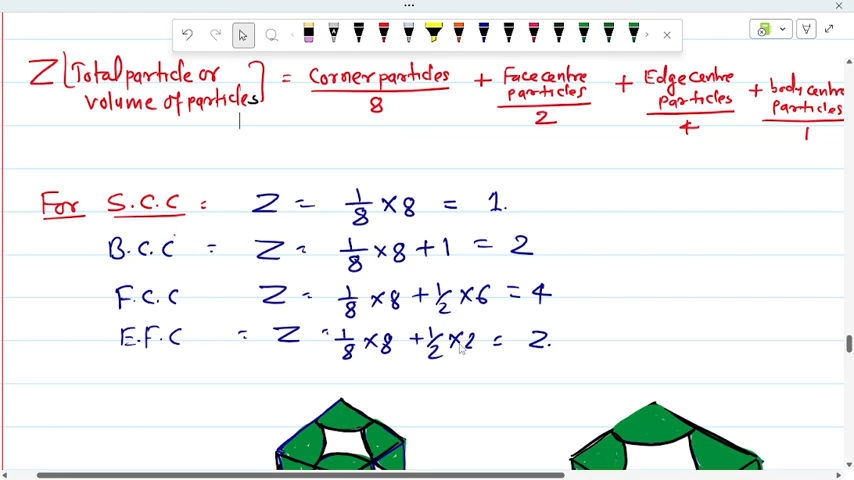 Z [Total particle or volume of particles] = Corner particles / 8 + Face centre particles / 2 + Edge centre particles / 4 + body centre particles / 1
For S.C.C = Z = 1/8 × 8 = 1.
B.C.C = Z = 1/8 × 8 + 1 = 2
F.C.C Z = 1/8 × 8 + 1/2 × 6 = 4
E.F.C = Z = 1/8 × 8 + 1/2 × 2 = 2.